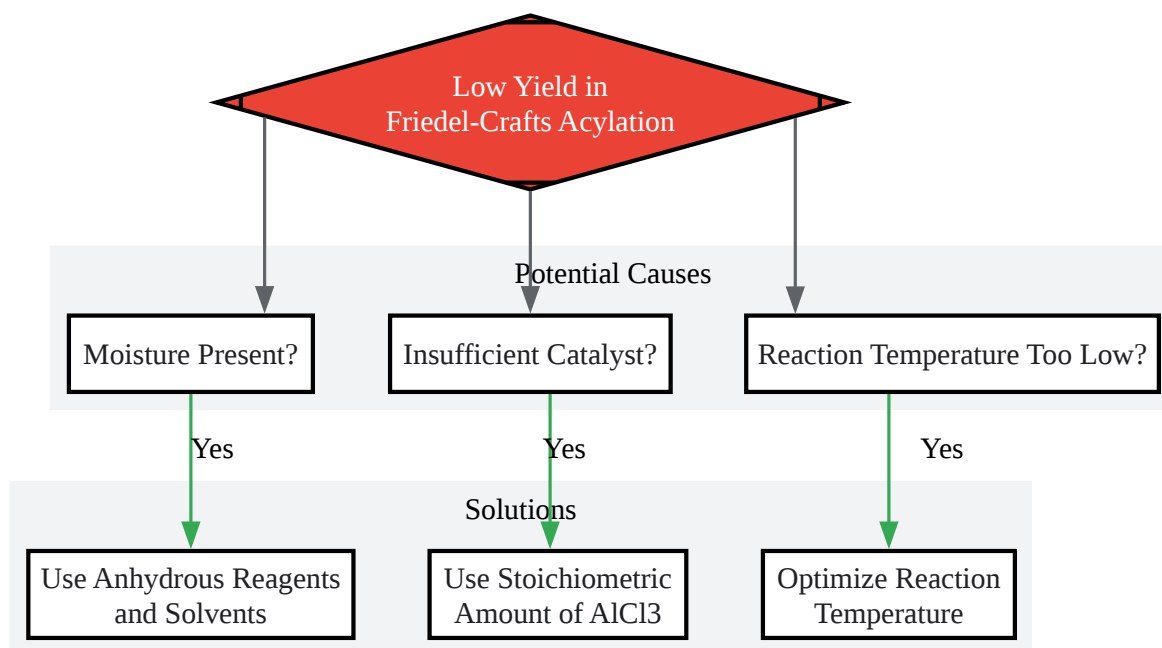 Low Yield in
Friedel-Crafts Acylation
Potential Causes
Moisture Present?
Insufficient Catalyst?
Reaction Temperature Too Low?
Yes
Yes
Yes
Solutions
Use Anhydrous Reagents
and Solvents
Use Stoichiometric
Amount of AlCl3
Optimize Reaction
Temperature